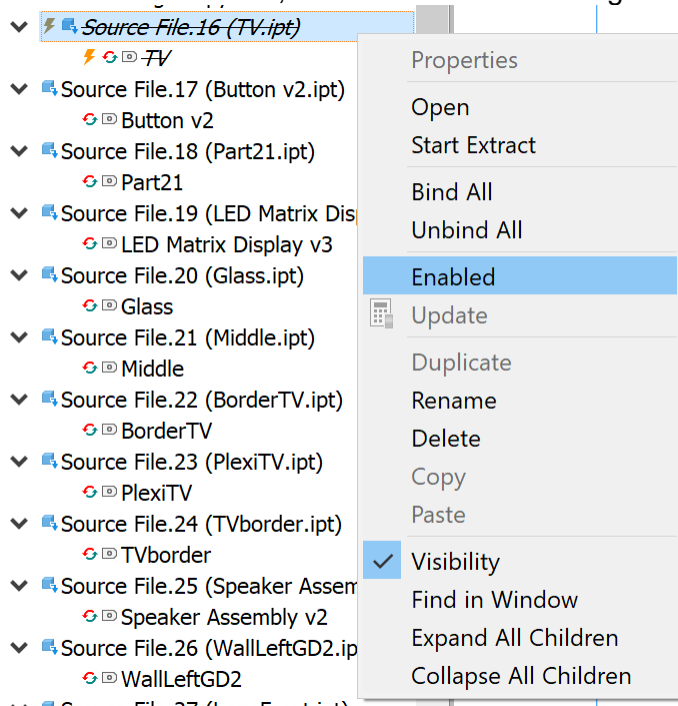 Source File.16 (TV.ipt)
TV
Source File.17 (Button v2.ipt)
Button v2
Source File.18 (Part21.ipt)
Part21
Source File.19 (LED Matrix Dis
LED Matrix Display v3
Source File.20 (Glass.ipt)
Glass
Source File.21 (Middle.ipt)
Middle
Source File.22 (BorderTV.ipt)
BorderTV
Source File.23 (PlexiTV.ipt)
PlexiTV
Source File.24 (TVborder.ipt)
TVborder
Source File.25 (Speaker Assem
Speaker Assembly v2
Source File.26 (WallLeftGD2.ip
WallLeftGD2
Properties
Open
Start Extract
Bind All
Unbind All
Enabled
Update
Duplicate
Rename
Delete
Copy
Paste
Visibility
Find in Window
Expand All Children
Collapse All Children